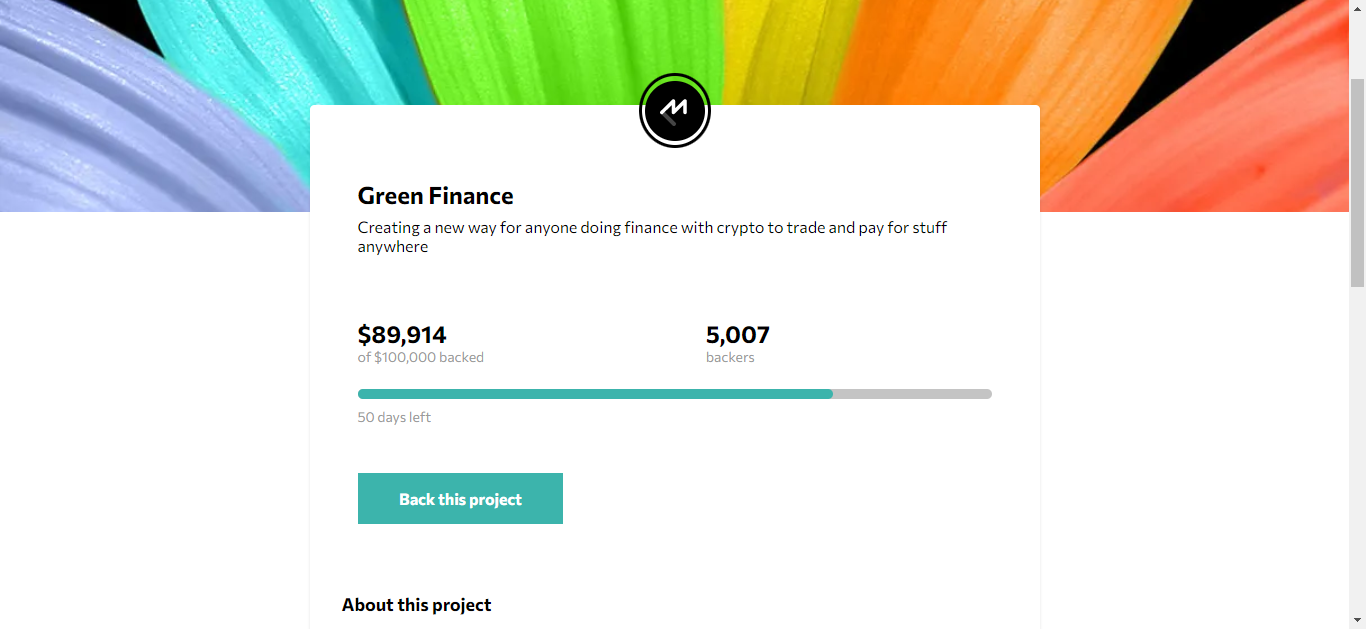 Green Finance
Creating a new way for anyone doing finance with crypto to trade and pay for stuff
anywhere
$89,914
of $100,000 backed
5,007
backers
50 days left
Back this project
About this project